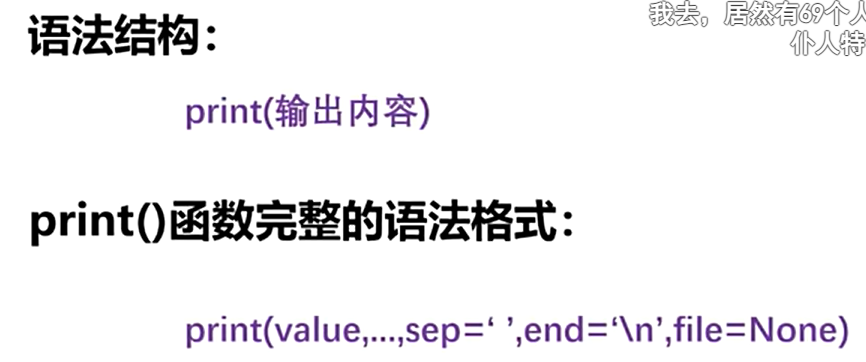 我去，居然有69个人
仆人特
语法结构：
print(输出内容)
print()函数完整的语法格式：
print(value,...,sep=‘ ’,end=‘\n’,file=None)